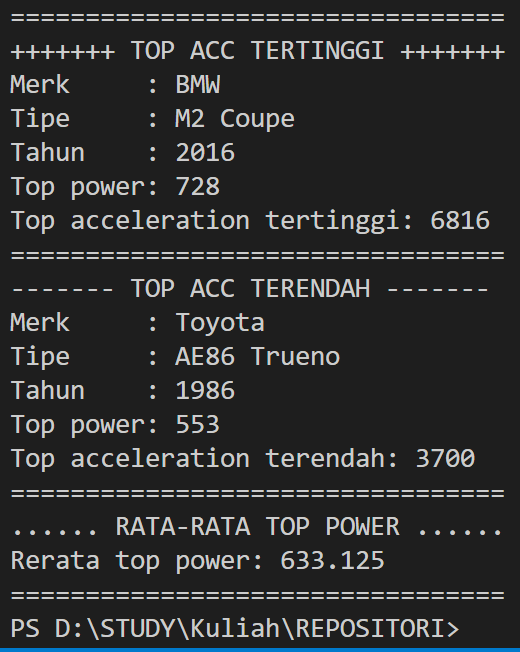 =================================
+++++++ TOP ACC TERTINGGI +++++++
Merk     : BMW
Tipe     : M2 Coupe
Tahun    : 2016
Top power: 728
Top acceleration tertinggi: 6816
=================================
------- TOP ACC TERENDAH -------
Merk     : Toyota
Tipe     : AE86 Trueno
Tahun    : 1986
Top power: 553
Top acceleration terendah: 3700
=================================
...... RATA-RATA TOP POWER ......
Rerata top power: 633.125
=================================
PS D:\STUDY\Kuliah\REPOSITORI>